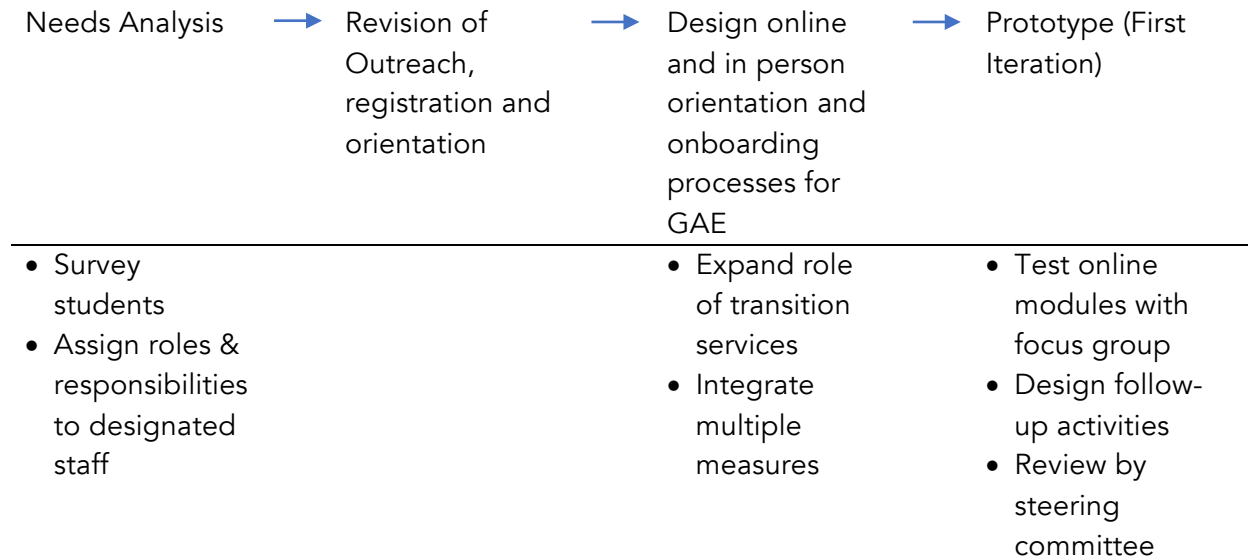 Needs Analysis
Revision of
Outreach,
registration and
orientation
Design online
and in person
orientation and
onboarding
processes for
GAE
Prototype (First
Iteration)
• Survey
students
• Assign roles &
responsibilities
to designated
staff
• Expand role
of transition
services
• Integrate
multiple
measures
• Test online
modules with
focus group
• Design follow-
up activities
• Review by
steering
committee